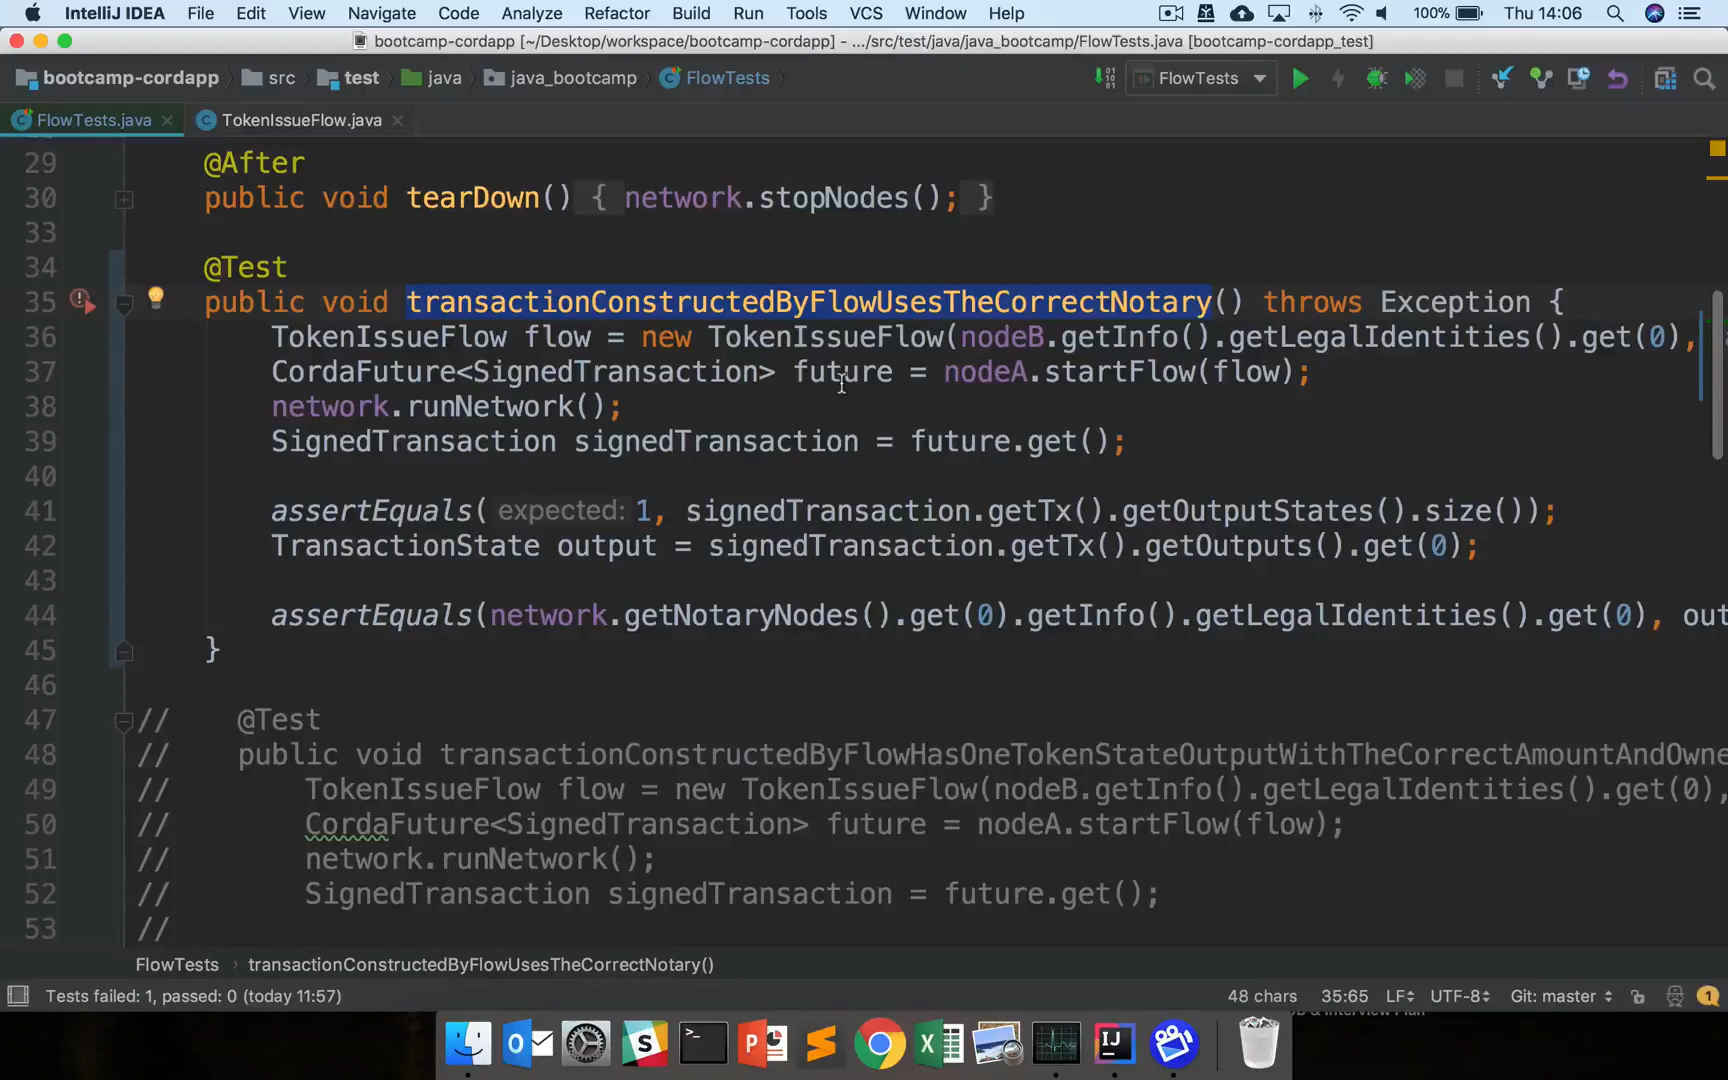 IntelliJ IDEA File Edit View Navigate Code Analyze Refactor Build Run Tools VCS Window Help 100% Thu 14:06
bootcamp-cordapp [~/Desktop/workspace/bootcamp-cordapp] - .../src/test/java/java_bootcamp/FlowTests.java [bootcamp-cordapp_test]
bootcamp-cordapp src test java java_bootcamp FlowTests FlowTests
FlowTests.java TokenIssueFlow.java
29 @After
30 public void tearDown() { network.stopNodes(); }
33
34 @Test
35 public void transactionConstructedByFlowUsesTheCorrectNotary() throws Exception {
36 TokenIssueFlow flow = new TokenIssueFlow(nodeB.getInfo().getLegalIdentities().get(0),
37 CordaFuture<SignedTransaction> future = nodeA.startFlow(flow);
38 network.runNetwork();
39 SignedTransaction signedTransaction = future.get();
40
41 assertEquals( expected: 1, signedTransaction.getTx().getOutputStates().size());
42 TransactionState output = signedTransaction.getTx().getOutputs().get(0);
43
44 assertEquals(network.getNotaryNodes().get(0).getInfo().getLegalIdentities().get(0), out
45 }
46
47 // @Test
48 // public void transactionConstructedByFlowHasOneTokenStateOutputWithTheCorrectAmountAndOwne
49 // TokenIssueFlow flow = new TokenIssueFlow(nodeB.getInfo().getLegalIdentities().get(0),
50 // CordaFuture<SignedTransaction> future = nodeA.startFlow(flow);
51 // network.runNetwork();
52 // SignedTransaction signedTransaction = future.get();
53 //
FlowTests transactionConstructedByFlowUsesTheCorrectNotary()
Tests failed: 1, passed: 0 (today 11:57) 48 chars 35:65 LF UTF-8 Git: master 1